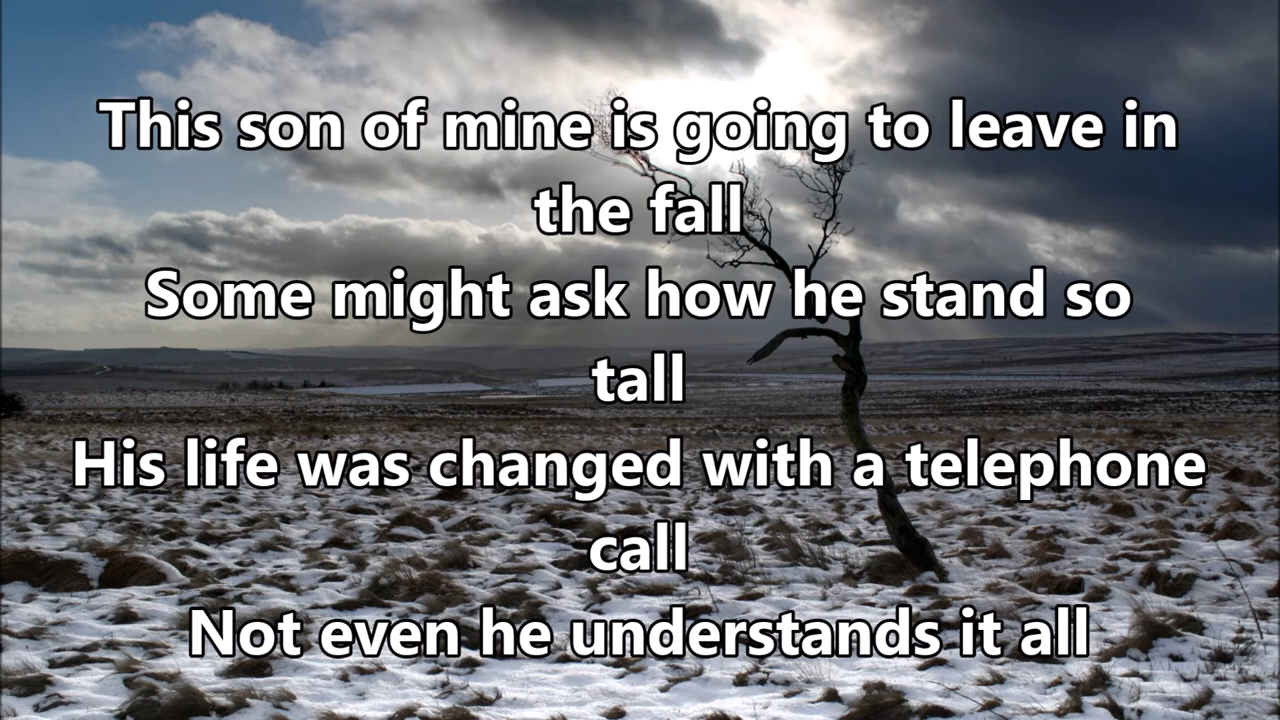 This son of mine is going to leave in
the fall
Some might ask how he stand so
tall
His life was changed with a telephone
call
Not even he understands it all